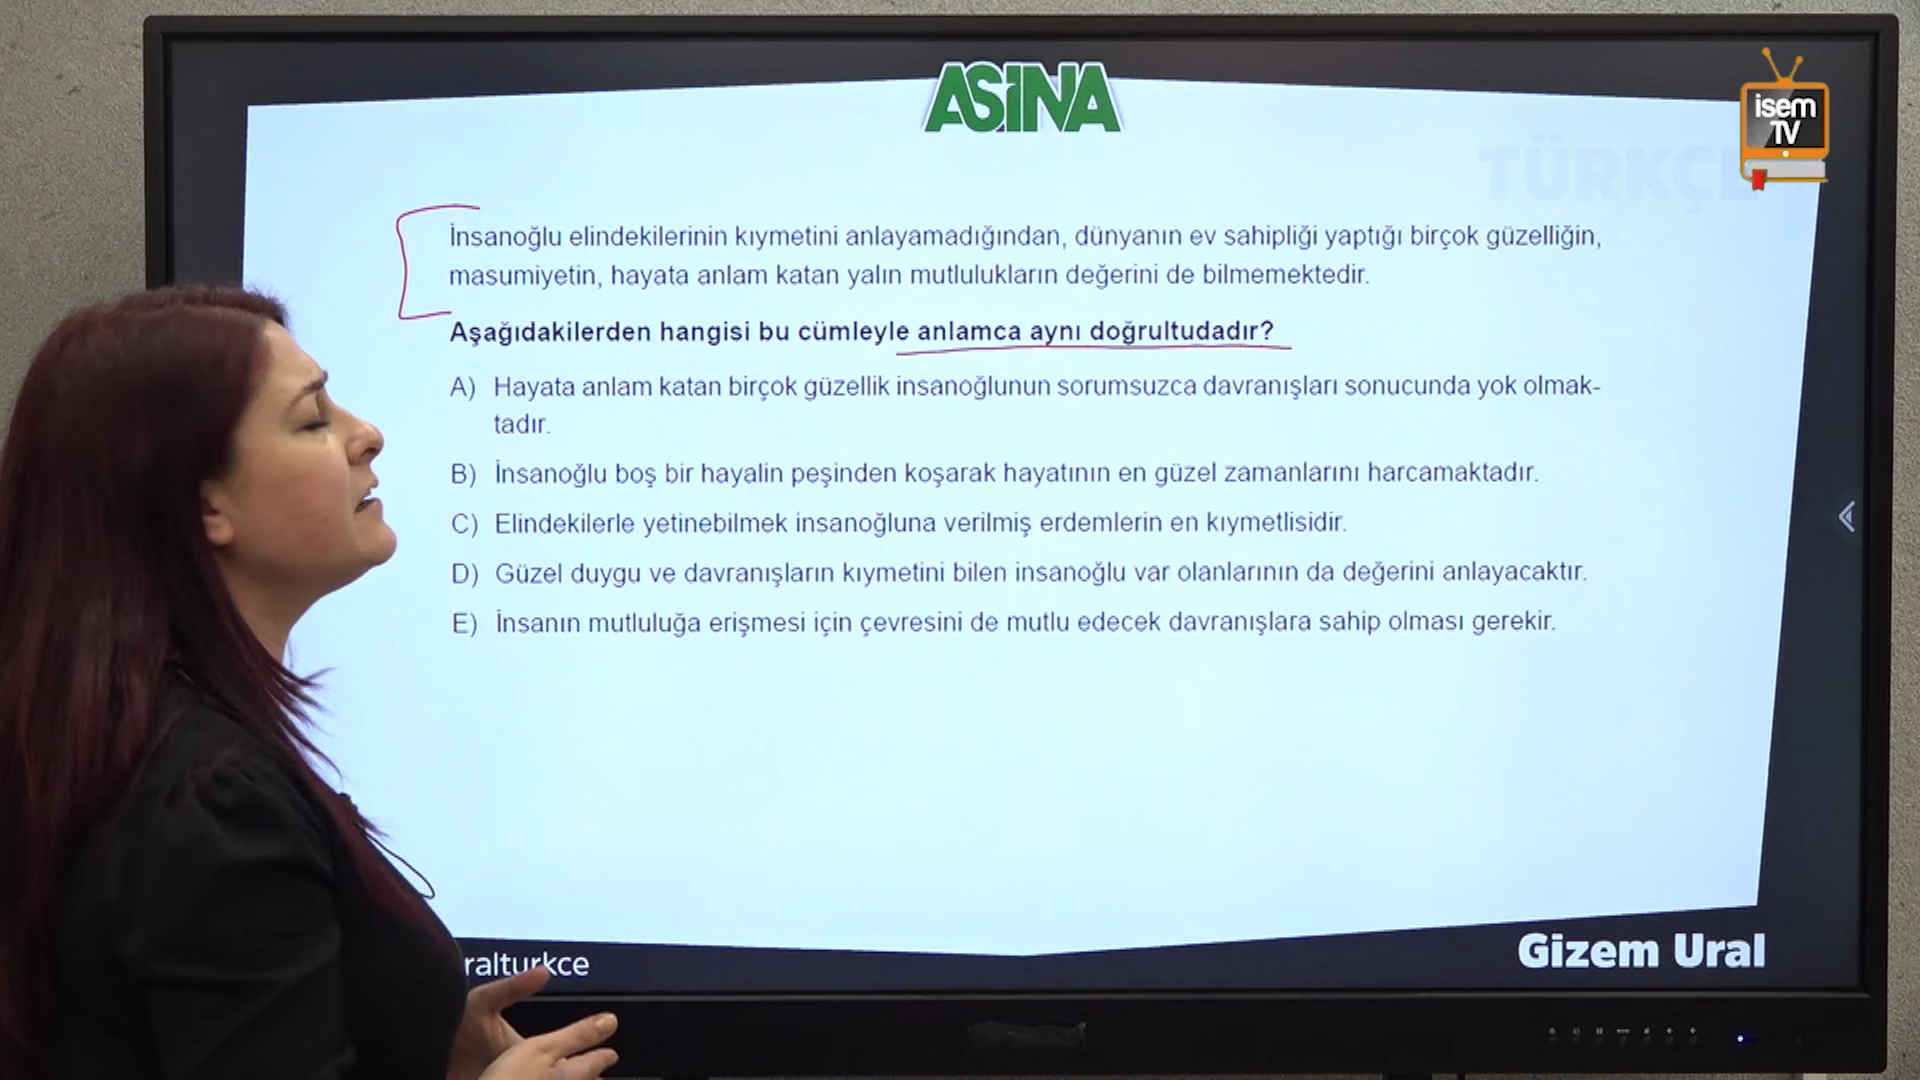 ASİNA
isem
TV
TÜRKÇE
İnsanoğlu elindekilerinin kıymetini anlayamadığından, dünyanın ev sahipliği yaptığı birçok güzelliğin,
masumiyetin, hayata anlam katan yalın mutlulukların değerini de bilmemektedir.
Aşağıdakilerden hangisi bu cümleyle anlamca aynı doğrultudadır?
A) Hayata anlam katan birçok güzellik insanoğlunun sorumsuzca davranışları sonucunda yok olmak-
tadır.
B) İnsanoğlu boş bir hayalin peşinden koşarak hayatının en güzel zamanlarını harcamaktadır.
C) Elindekilerle yetinebilmek insanoğluna verilmiş erdemlerin en kıymetlisidir.
D) Güzel duygu ve davranışların kıymetini bilen insanoğlu var olanlarının da değerini anlayacaktır.
E) İnsanın mutluluğa erişmesi için çevresini de mutlu edecek davranışlara sahip olması gerekir.
ralturkce
Gizem Ural